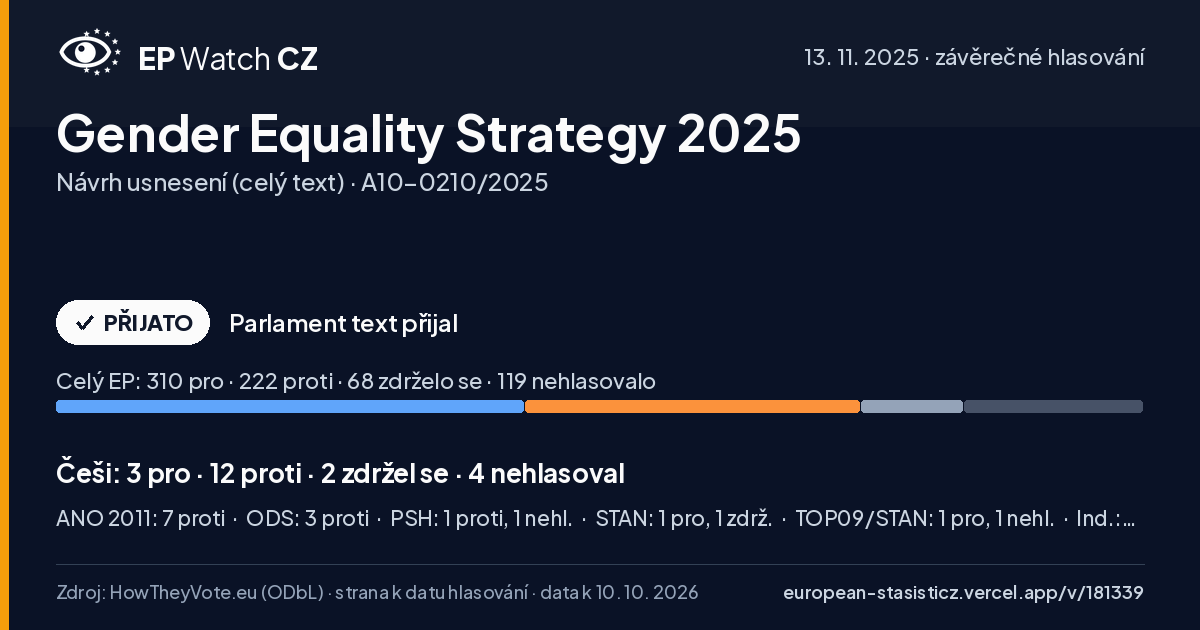 EP Watch CZ
13. 11. 2025 · závěrečné hlasování
Gender Equality Strategy 2025
Návrh usnesení (celý text) · A10–0210/2025
✓ PŘIJATO Parlament text přijal
Celý EP: 310 pro · 222 proti · 68 zdrželo se · 119 nehlasovalo
Češi: 3 pro · 12 proti · 2 zdržel se · 4 nehlasoval
ANO 2011: 7 proti · ODS: 3 proti · PSH: 1 proti, 1 nehl. · STAN: 1 pro, 1 zdrž. · TOP09/STAN: 1 pro, 1 nehl. · Ind.:…
Zdroj: HowTheyVote.eu (ODbL) · strana k datu hlasování · data k 10. 10. 2026
european-stasisticz.vercel.app/v/181339